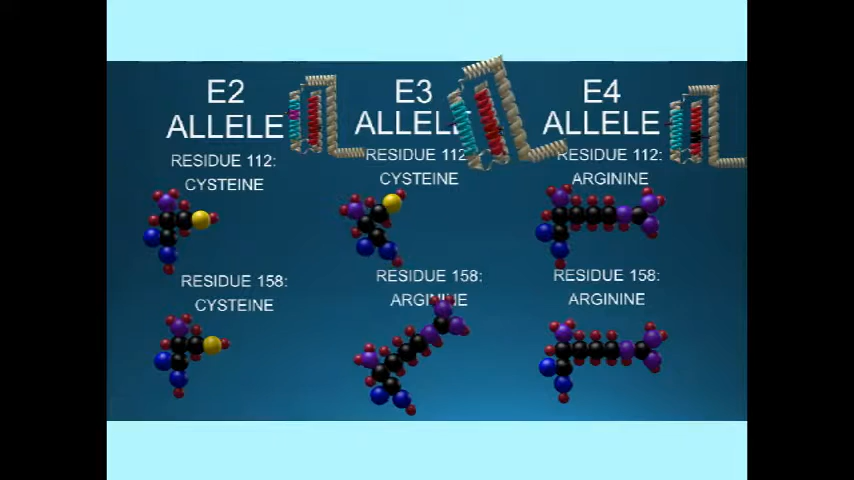 E2
ALLELE
RESIDUE 112:
CYSTEINE
RESIDUE 158:
CYSTEINE
E3
ALLELE
RESIDUE 112
CYSTEINE
RESIDUE 158:
ARGININE
E4
ALLELE
RESIDUE 112:
ARGININE
RESIDUE 158:
ARGININE